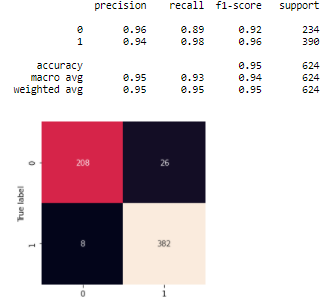 precision recall f1-score support
0 0.96 0.89 0.92 234
1 0.94 0.98 0.96 390
accuracy 0.95 624
macro avg 0.95 0.93 0.94 624
weighted avg 0.95 0.95 0.95 624
0 208 26
True label
1 8 382
0 1